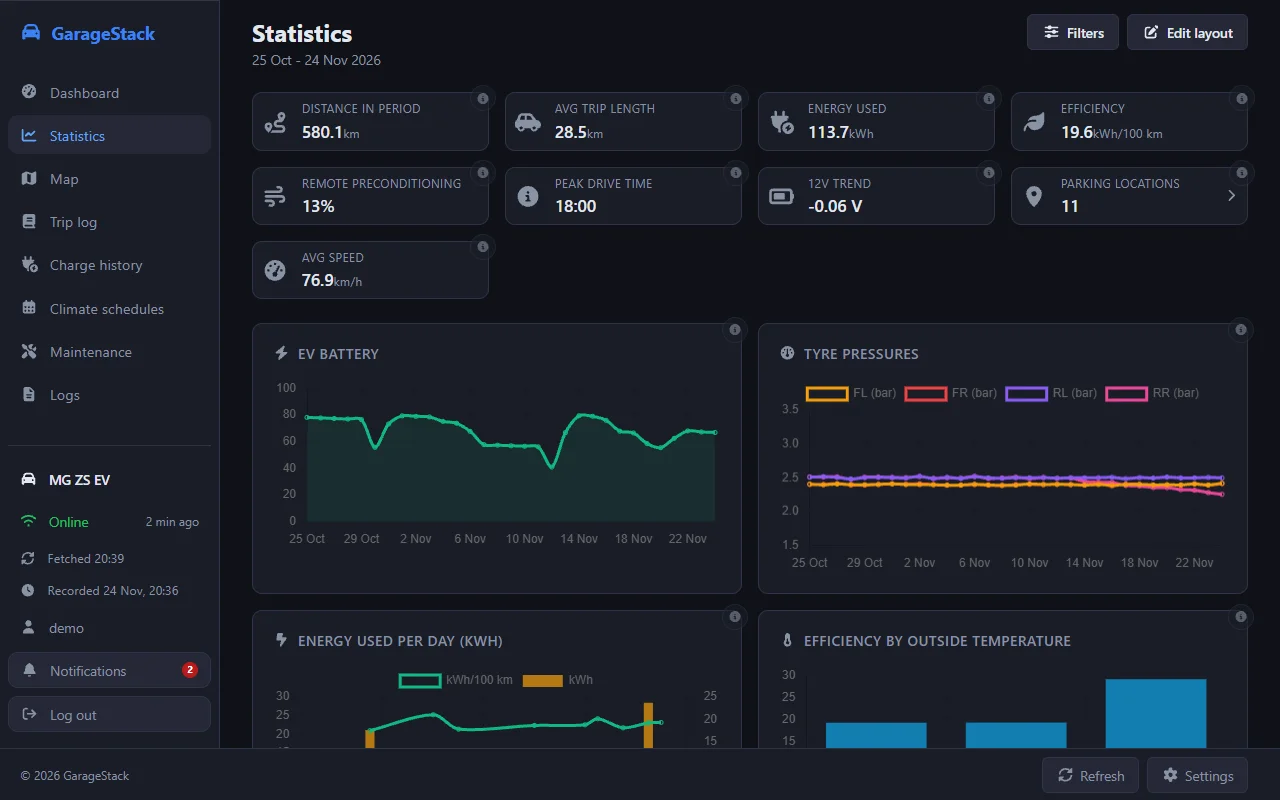 GarageStack
Dashboard
Statistics
Map
Trip log
Charge history
Climate schedules
Maintenance
Logs
MG ZS EV
Online 2 min ago
Fetched 20:39
Recorded 24 Nov, 20:36
demo
Notifications 2
Log out
Statistics
25 Oct - 24 Nov 2026
Filters Edit layout
DISTANCE IN PERIOD
580.1km
AVG TRIP LENGTH
28.5km
ENERGY USED
113.7kWh
EFFICIENCY
19.6kWh/100 km
REMOTE PRECONDITIONING
13%
PEAK DRIVE TIME
18:00
12V TREND
-0.06 V
PARKING LOCATIONS
11
AVG SPEED
76.9km/h
EV BATTERY
100
80
60
40
20
0
25 Oct 29 Oct 2 Nov 6 Nov 10 Nov 14 Nov 18 Nov 22 Nov
TYRE PRESSURES
FL (bar) FR (bar) RL (bar) RR (bar)
3.5
3.0
2.5
2.0
1.5
25 Oct 29 Oct 2 Nov 6 Nov 10 Nov 14 Nov 18 Nov 22 Nov
ENERGY USED PER DAY (KWH)
kWh/100 km kWh
30 25
25 20
20 15
EFFICIENCY BY OUTSIDE TEMPERATURE
30
25
20
15
© 2026 GarageStack
Refresh Settings